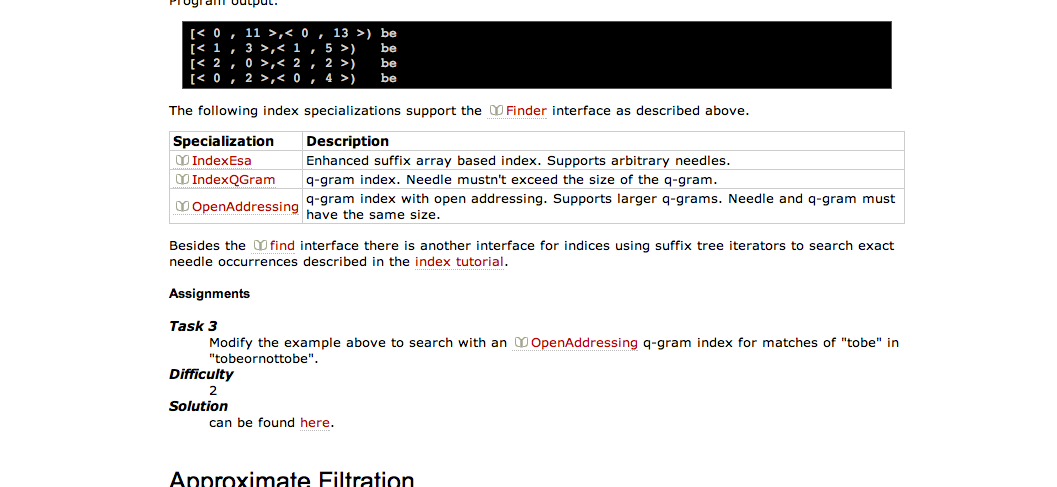 Program output:
[< 0 , 11 >,< 0 , 13 >) be
[< 1 , 3 >,< 1 , 5 >)   be
[< 2 , 0 >,< 2 , 2 >)   be
[< 0 , 2 >,< 0 , 4 >)   be
The following index specializations support the Finder interface as described above.
Specialization Description
IndexEsa Enhanced suffix array based index. Supports arbitrary needles.
IndexQGram q-gram index. Needle mustn't exceed the size of the q-gram.
OpenAddressing q-gram index with open addressing. Supports larger q-grams. Needle and q-gram must
have the same size.
Besides the find interface there is another interface for indices using suffix tree iterators to search exact
needle occurrences described in the index tutorial.
Assignments
Task 3
Modify the example above to search with an OpenAddressing q-gram index for matches of "tobe" in
"tobeornottobe".
Difficulty
2
Solution
can be found here.
Approximate Filtration